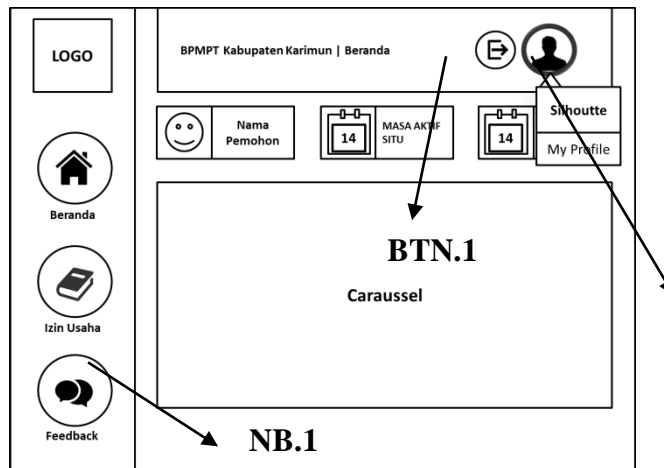 LOGO
BPMPT Kabupaten Karimun | Beranda
Nama
Pemohon
14
MASA AKTIF
SITU
14
Silhoutte
My Profile
Beranda
BTN.1
Caraussel
Izin Usaha
Feedback
NB.1